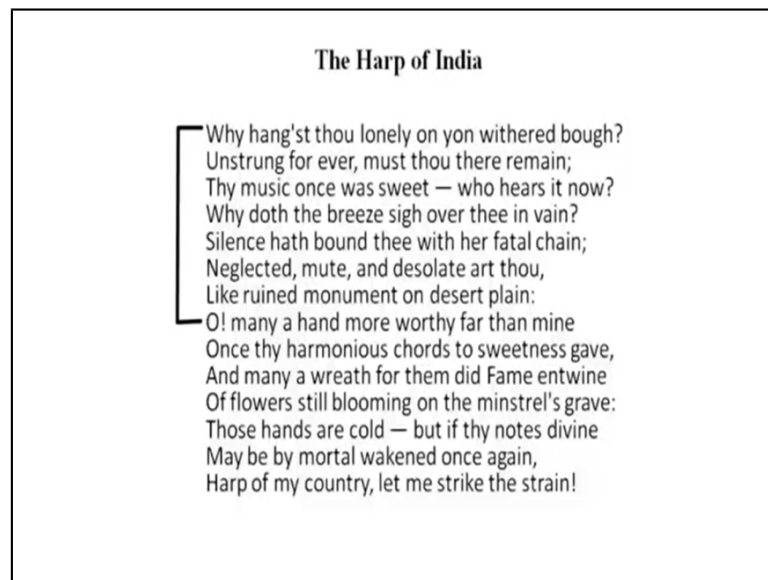 The Harp of India
Why hang'st thou lonely on yon withered bough?
Unstrung for ever, must thou there remain;
Thy music once was sweet — who hears it now?
Why doth the breeze sigh over thee in vain?
Silence hath bound thee with her fatal chain;
Neglected, mute, and desolate art thou,
Like ruined monument on desert plain:
O! many a hand more worthy far than mine
Once thy harmonious chords to sweetness gave,
And many a wreath for them did Fame entwine
Of flowers still blooming on the minstrel's grave:
Those hands are cold — but if thy notes divine
May be by mortal wakened once again,
Harp of my country, let me strike the strain!